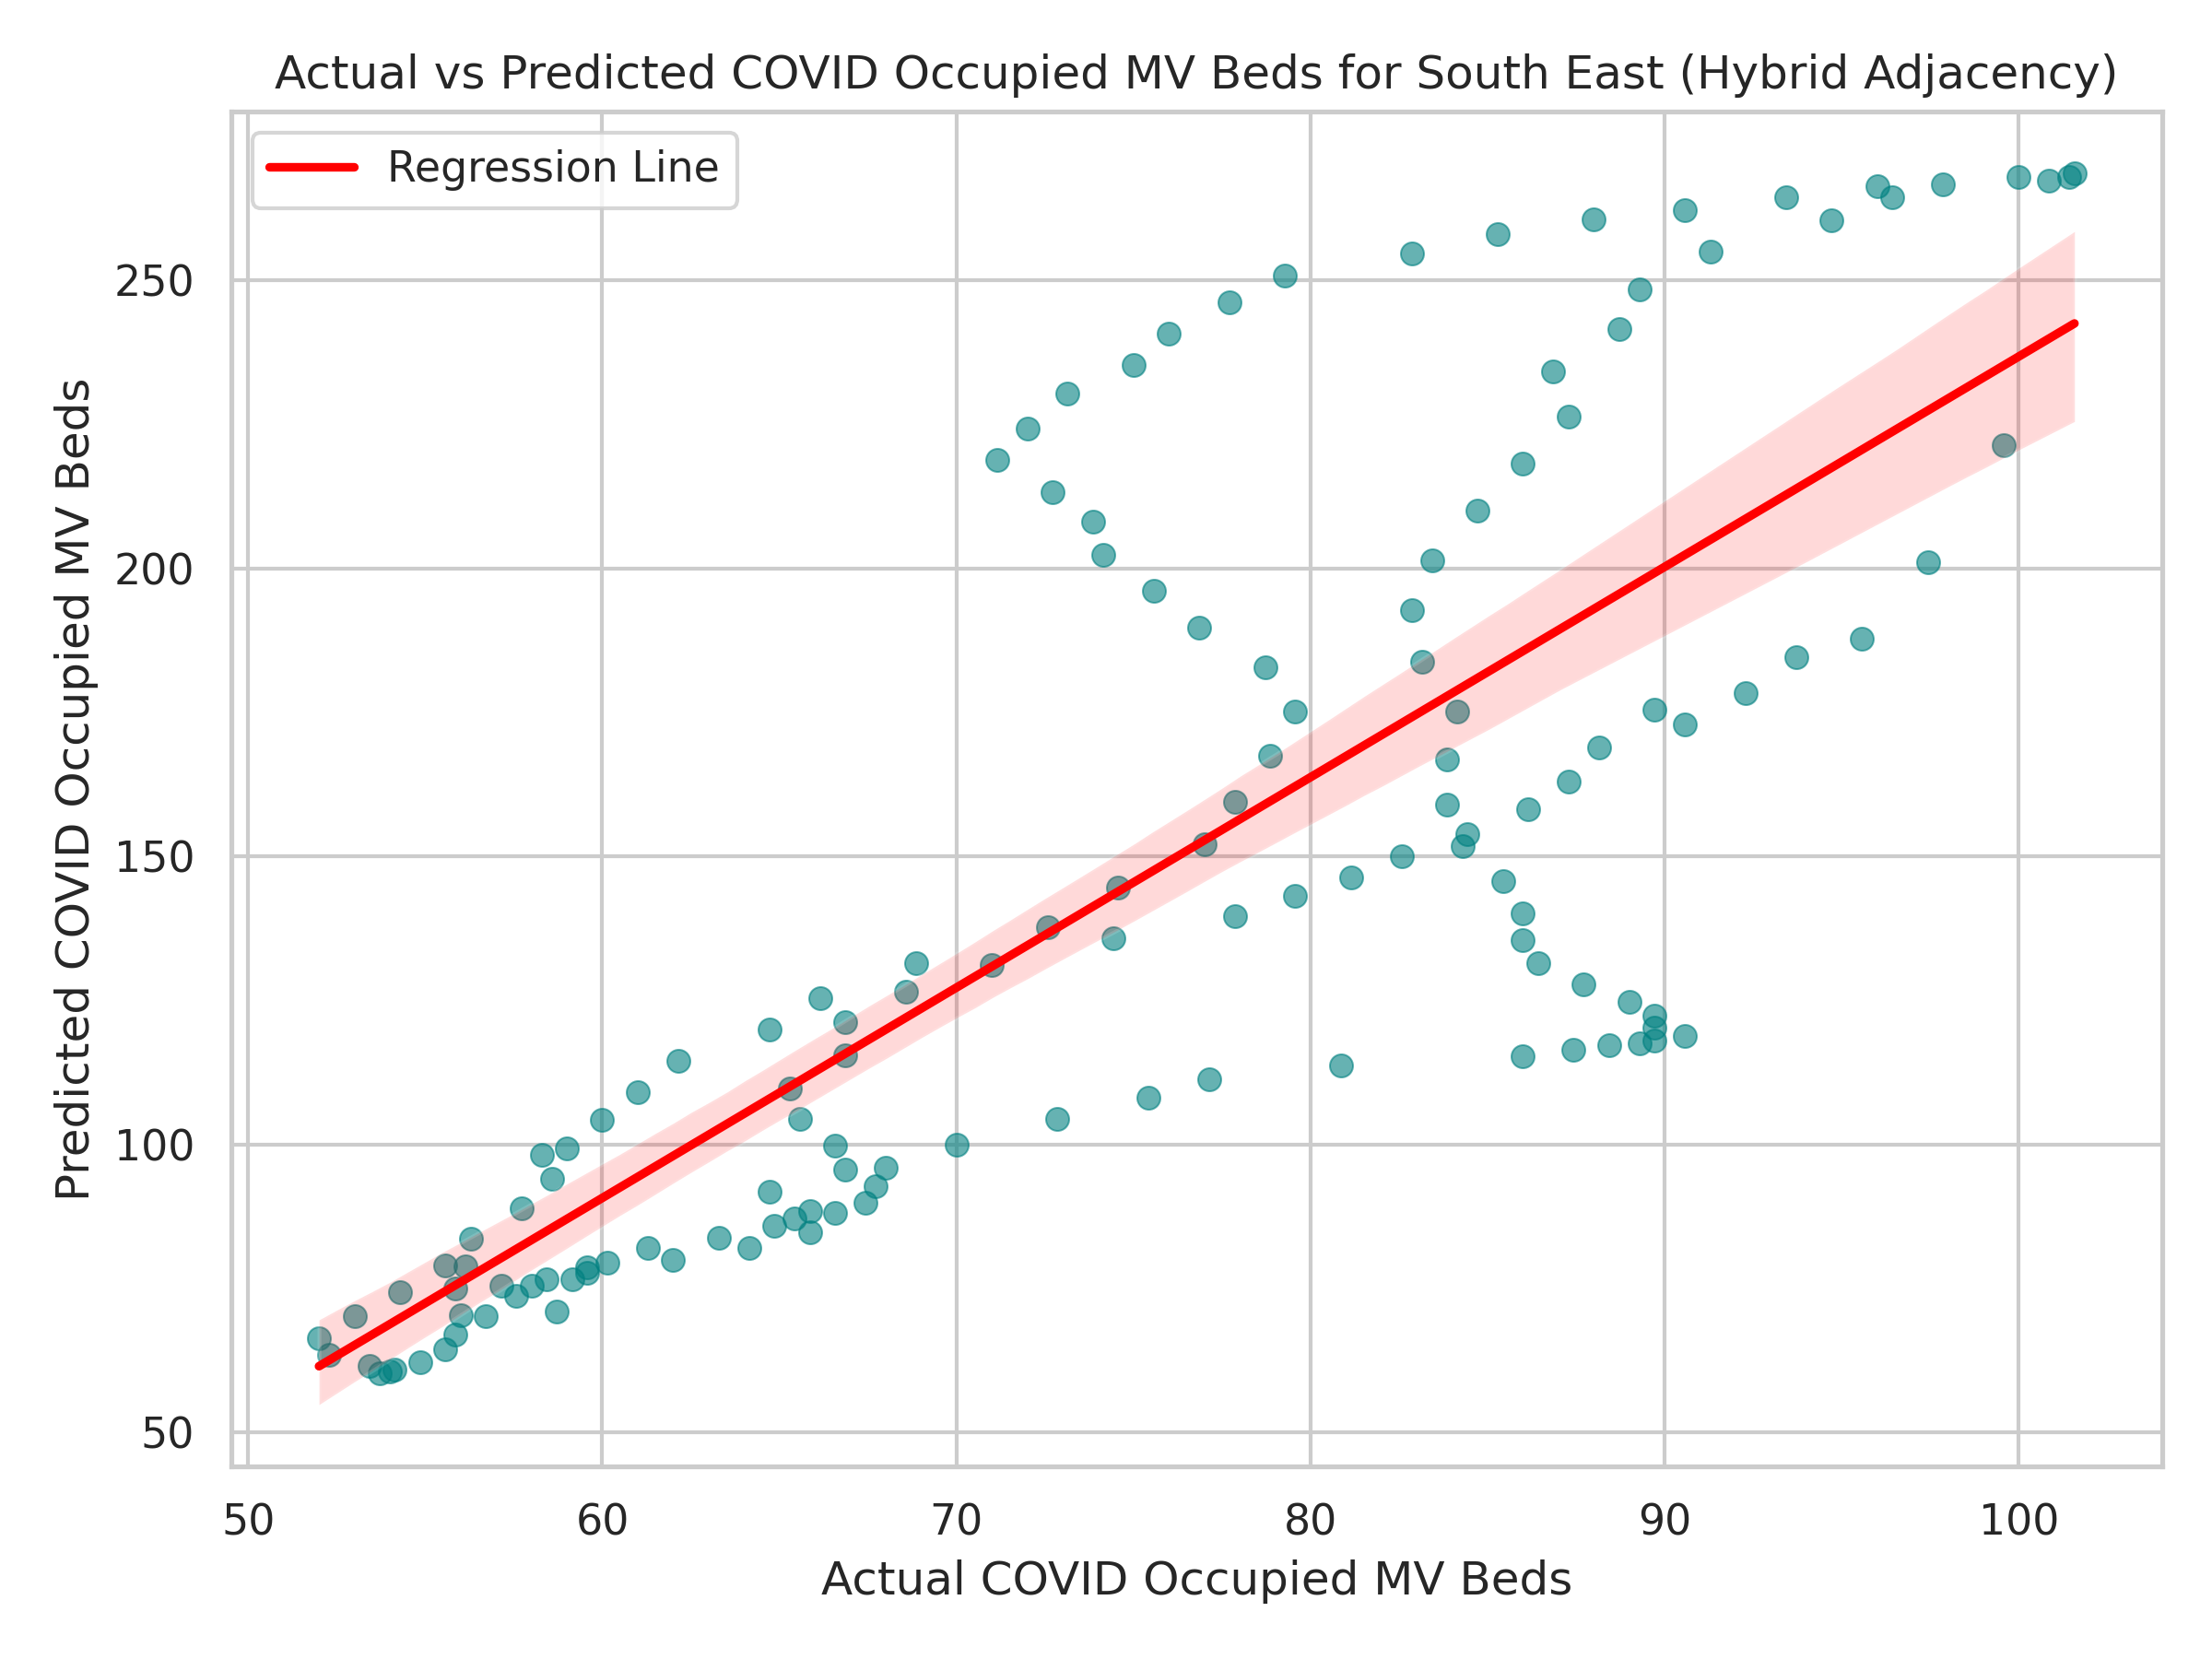 Actual vs Predicted COVID Occupied MV Beds for South East (Hybrid Adjacency)
Regression Line
Predicted COVID Occupied MV Beds
250
200
150
100
50
50 60 70 80 90 100
Actual COVID Occupied MV Beds